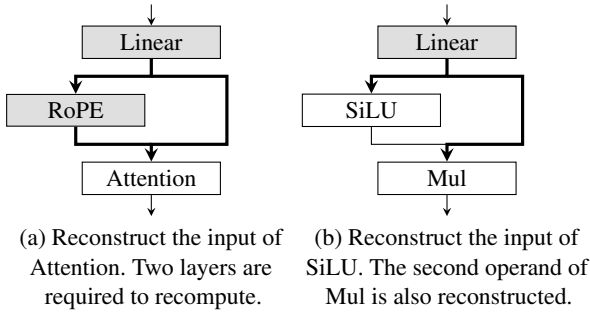 Linear
RoPE
Attention
(a) Reconstruct the input of
Attention. Two layers are
required to recompute.
Linear
SiLU
Mul
(b) Reconstruct the input of
SiLU. The second operand of
Mul is also reconstructed.